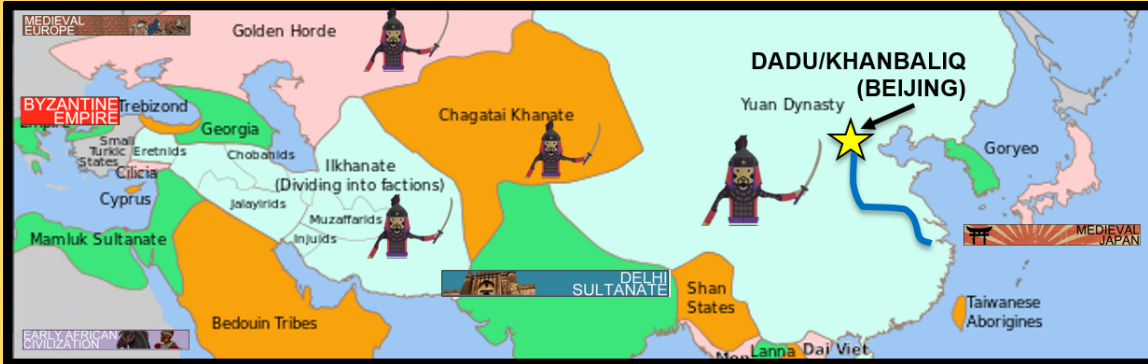 MEDIEVAL
EUROPE
Golden Horde
DADU/KHANBALIQ
(BEIJING)
BYZANTINE
EMPIRE
Trebizond
Georgia
Chagatai Khanate
Yuan Dynasty
Small
Turkic
States
Eretnids
Chobanids
Goryeo
Ilkhanate
(Dividing into factions)
Cilicia
Cyprus
Jalayirids
Muzaffarids
Injuids
Mamluk Sultanate
MEDIEVAL
JAPAN
DELHI
SULTANATE
Shan
States
Bedouin Tribes
Taiwanese
Aborigines
EARLY AFRICAN
CIVILIZATION
Lanna
Dai Viet